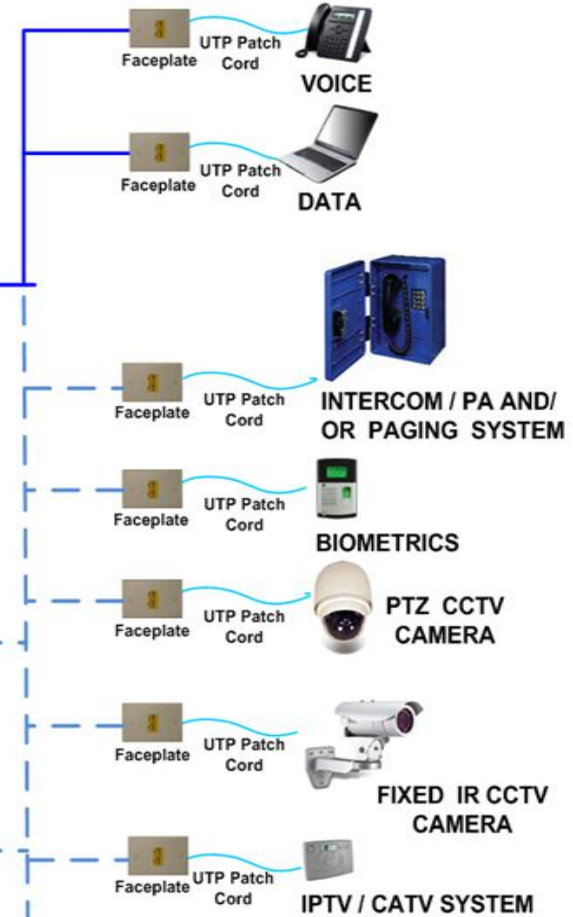 Faceplate
UTP Patch
Cord
VOICE
Faceplate
UTP Patch
Cord
DATA
Faceplate
UTP Patch
Cord
INTERCOM / PA AND/
OR PAGING SYSTEM
Faceplate
UTP Patch
Cord
BIOMETRICS
Faceplate
UTP Patch
Cord
PTZ CCTV
CAMERA
Faceplate
UTP Patch
Cord
FIXED IR CCTV
CAMERA
Faceplate
UTP Patch
Cord
IPTV / CATV SYSTEM